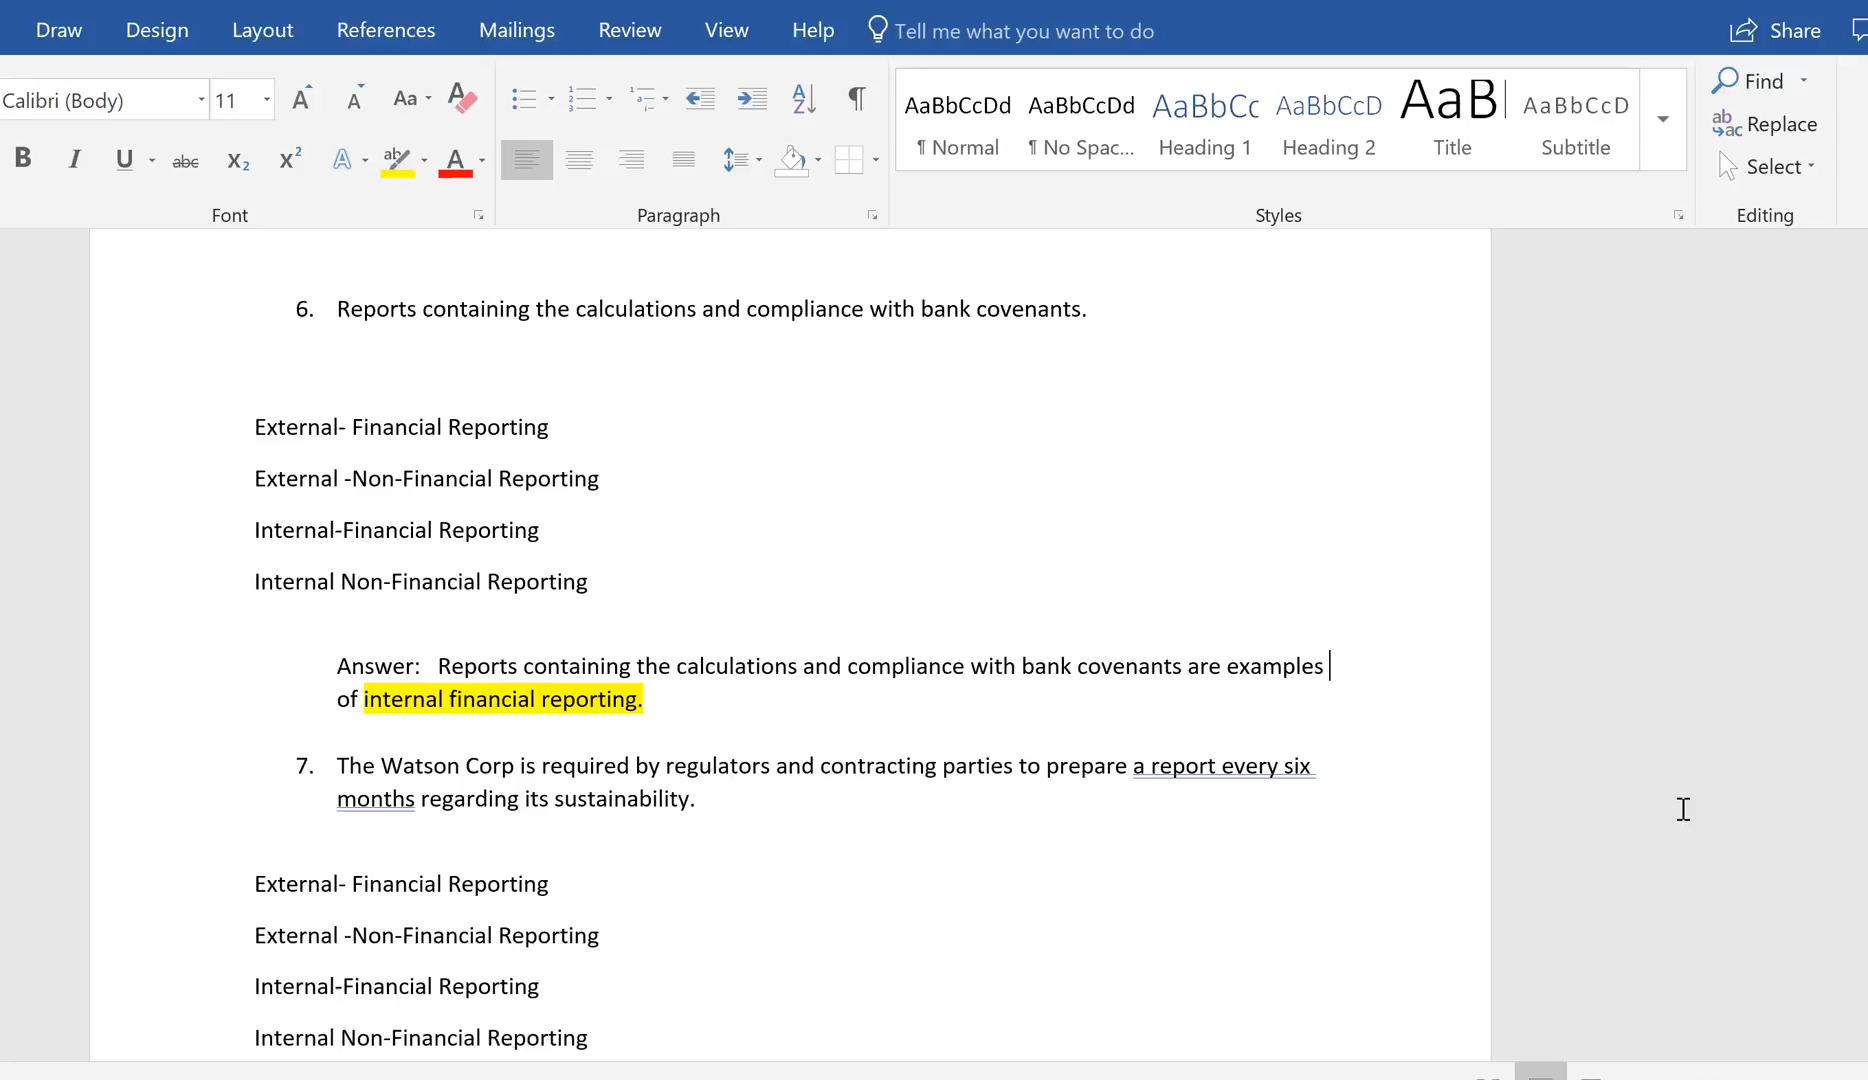 Draw Design Layout References Mailings Review View Help Tell me what you want to do Share
Calibri (Body) 11 Aa AaBbCcDd AaBbCcDd AaBbCc AaBbCcD AaB AaBbCcD Find
¶ Normal ¶ No Spac... Heading 1 Heading 2 Title Subtitle Replace
B I U abc X2 X2 A ab A Select
Font Paragraph Styles Editing
6. Reports containing the calculations and compliance with bank covenants.
External- Financial Reporting
External -Non-Financial Reporting
Internal-Financial Reporting
Internal Non-Financial Reporting
Answer: Reports containing the calculations and compliance with bank covenants are examples
of internal financial reporting.
7. The Watson Corp is required by regulators and contracting parties to prepare a report every six
months regarding its sustainability.
External- Financial Reporting
External -Non-Financial Reporting
Internal-Financial Reporting
Internal Non-Financial Reporting